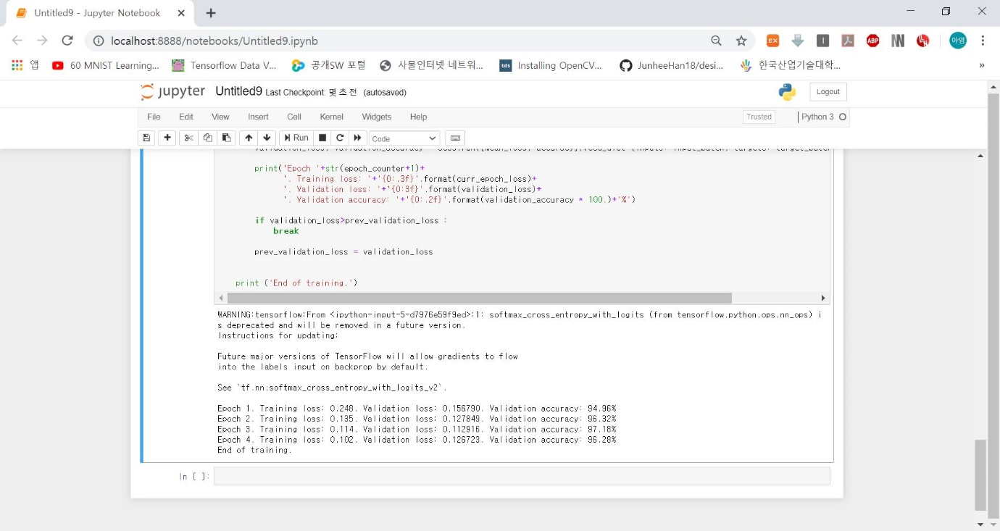 Untitled9 - Jupyter Notebook
localhost:8888/notebooks/Untitled9.ipynb
EX
ABP
아영
앱
60 MNIST Learning...
Tensorflow Data V...
공개SW 포털
사물인터넷 네트워...
tds
Installing OpenCV...
JunheeHan18/desi...
한국산업기술대학...
»
jupyter Untitled9 Last Checkpoint: 몇 초 전 (autosaved)
Logout
File Edit View Insert Cell Kernel Widgets Help
Trusted
Python 3
Run
Code
print('Epoch '+str(epoch_counter+1)+
'. Training loss: '+'{0:.3f}'.format(curr_epoch_loss)+
'. Validation loss: '+'{0:3f}'.format(validation_loss)+
'. Validation accuracy: '+'{0:.2f}'.format(validation_accuracy * 100.)+'%')
if validation_loss>prev_validation_loss :
break
prev_validation_loss = validation_loss
print ('End of training.')
WARNING:tensorflow:From <ipython-input-5-d7976e59f9ed>:1: softmax_cross_entropy_with_logits (from tensorflow.python.ops.nn_ops) i
s deprecated and will be removed in a future version.
Instructions for updating:
Future major versions of TensorFlow will allow gradients to flow
into the labels input on backprop by default.
See `tf.nn.softmax_cross_entropy_with_logits_v2`.
Epoch 1. Training loss: 0.248. Validation loss: 0.156790. Validation accuracy: 94.96%
Epoch 2. Training loss: 0.135. Validation loss: 0.127849. Validation accuracy: 96.32%
Epoch 3. Training loss: 0.114. Validation loss: 0.112916. Validation accuracy: 97.18%
Epoch 4. Training loss: 0.102. Validation loss: 0.126723. Validation accuracy: 96.28%
End of training.
In [ ]: